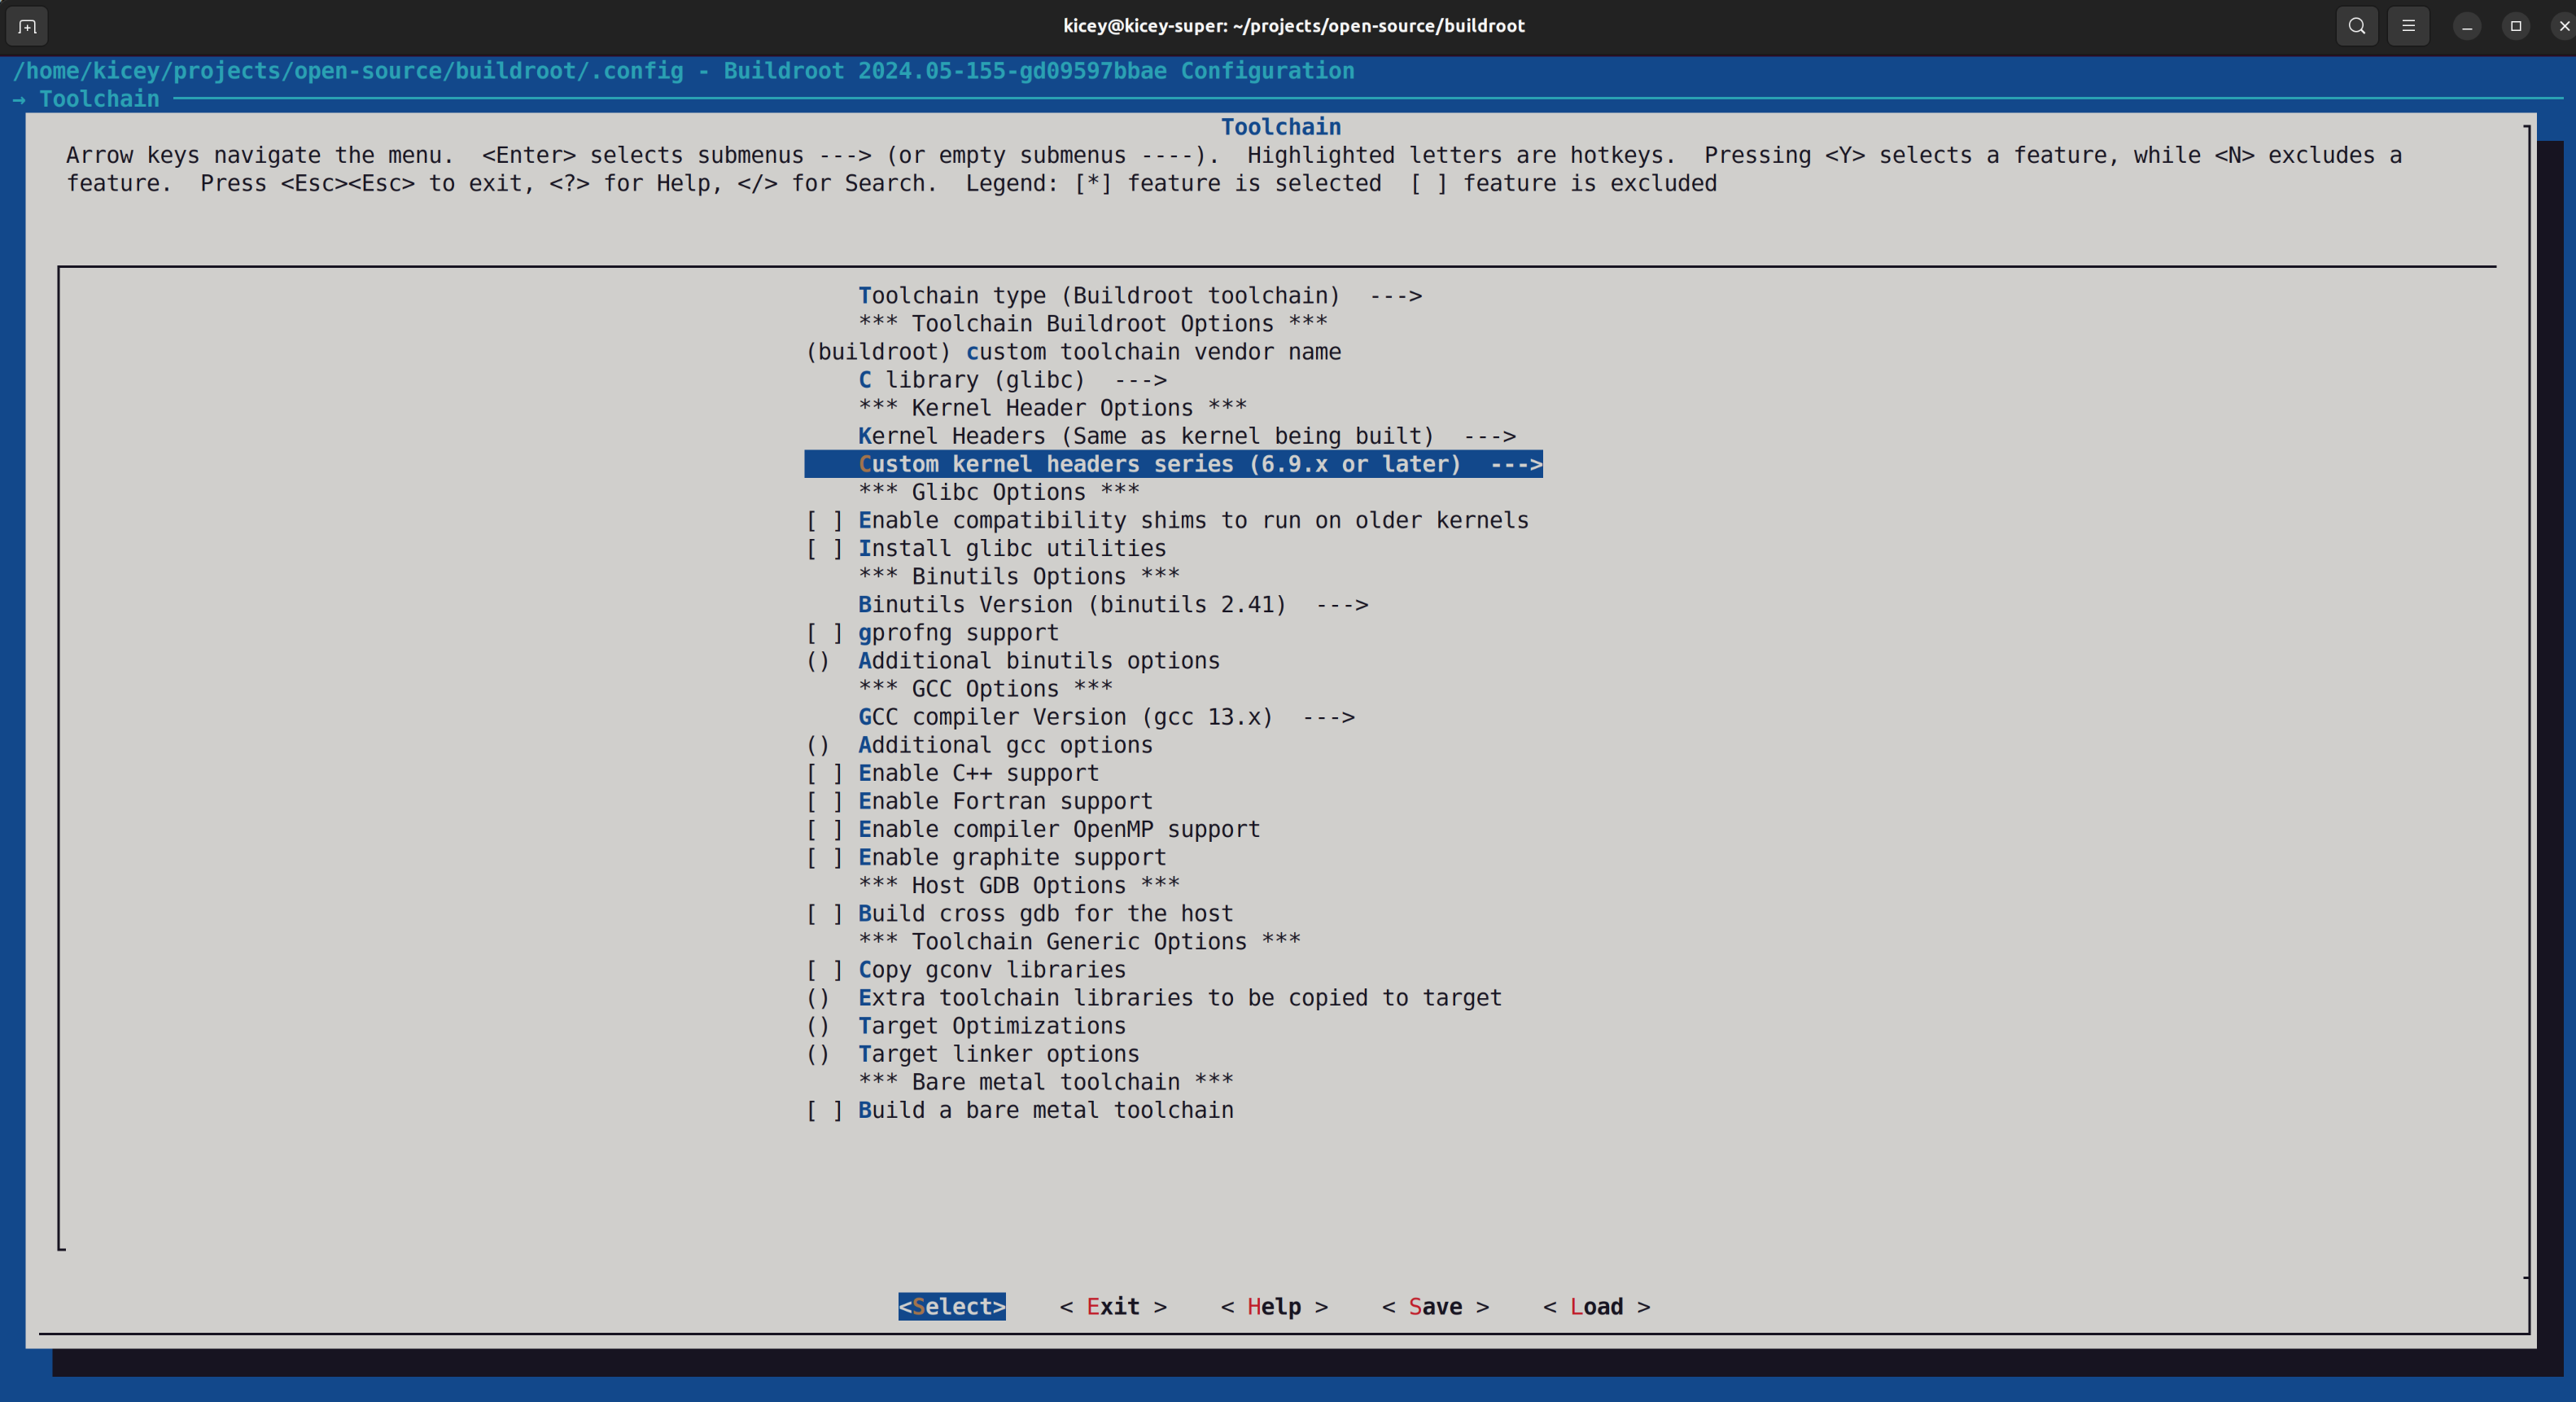 kicey@kicey-super: ~/projects/open-source/buildroot
/home/kicey/projects/open-source/buildroot/.config - Buildroot 2024.05-155-gd09597bbae Configuration
→ Toolchain
Toolchain
Arrow keys navigate the menu.  <Enter> selects submenus ---> (or empty submenus ----).  Highlighted letters are hotkeys.  Pressing <Y> selects a feature, while <N> excludes a
feature.  Press <Esc><Esc> to exit, <?> for Help, </> for Search.  Legend: [*] feature is selected  [ ] feature is excluded
Toolchain type (Buildroot toolchain)  --->
*** Toolchain Buildroot Options ***
(buildroot) custom toolchain vendor name
C library (glibc)  --->
*** Kernel Header Options ***
Kernel Headers (Same as kernel being built)  --->
Custom kernel headers series (6.9.x or later)  --->
*** Glibc Options ***
[ ] Enable compatibility shims to run on older kernels
[ ] Install glibc utilities
*** Binutils Options ***
Binutils Version (binutils 2.41)  --->
[ ] gprofng support
()  Additional binutils options
*** GCC Options ***
GCC compiler Version (gcc 13.x)  --->
()  Additional gcc options
[ ] Enable C++ support
[ ] Enable Fortran support
[ ] Enable compiler OpenMP support
[ ] Enable graphite support
*** Host GDB Options ***
[ ] Build cross gdb for the host
*** Toolchain Generic Options ***
[ ] Copy gconv libraries
()  Extra toolchain libraries to be copied to target
()  Target Optimizations
()  Target linker options
*** Bare metal toolchain ***
[ ] Build a bare metal toolchain
<Select>    < Exit >    < Help >    < Save >    < Load >